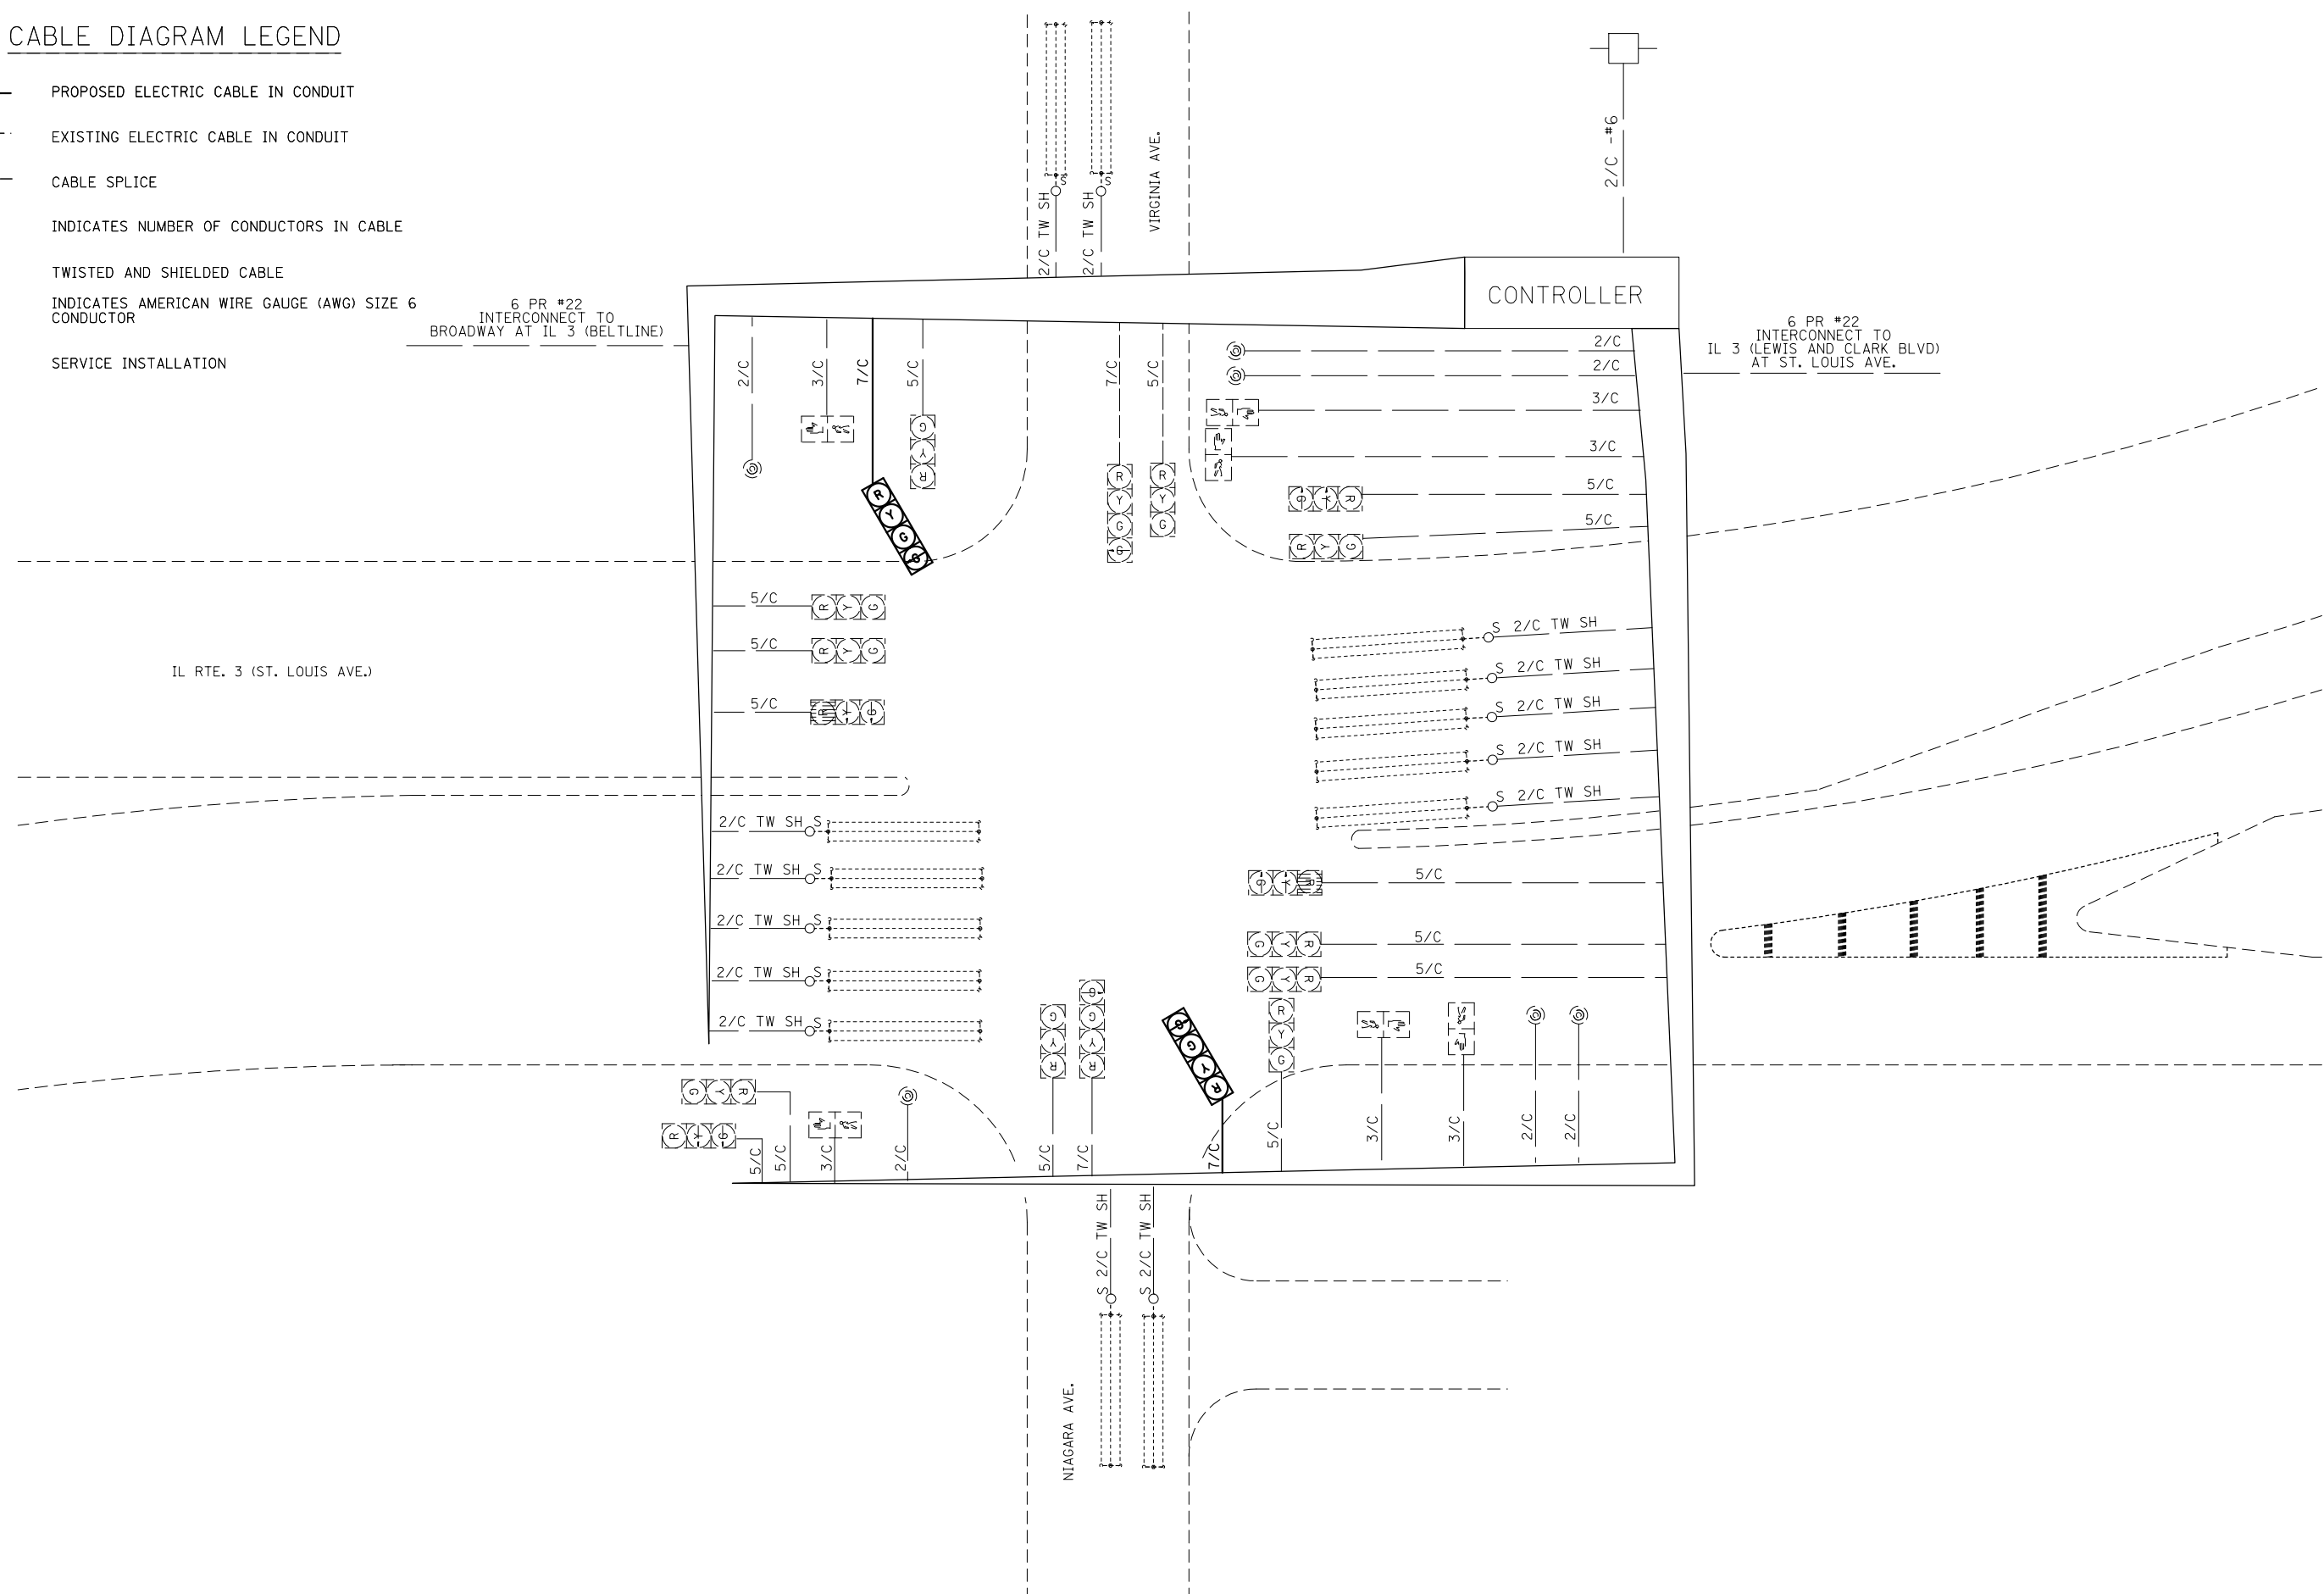 CABLE DIAGRAM LEGEND
PROPOSED ELECTRIC CABLE IN CONDUIT
EXISTING ELECTRIC CABLE IN CONDUIT
CABLE SPLICE
INDICATES NUMBER OF CONDUCTORS IN CABLE
TWISTED AND SHIELDED CABLE
INDICATES AMERICAN WIRE GAUGE (AWG) SIZE 6
CONDUCTOR
SERVICE INSTALLATION
6 PR #22
INTERCONNECT TO
BROADWAY AT IL 3 (BELTLINE)
2/C TW SH S
2/C TW SH S
VIRGINIA AVE.
2/C -#6
CONTROLLER
6 PR #22
INTERCONNECT TO
IL 3 (LEWIS AND CLARK BLVD)
AT ST. LOUIS AVE.
2/C
3/C
7/C
5/C
7/C
5/C
2/C
2/C
3/C
3/C
5/C
5/C
G Y R
R Y G G
R Y G G
R Y G
G Y R
R Y G
5/C
R Y G
5/C
R Y G
5/C
R Y G
IL RTE. 3 (ST. LOUIS AVE.)
S 2/C TW SH
S 2/C TW SH
S 2/C TW SH
S 2/C TW SH
S 2/C TW SH
2/C TW SH S
2/C TW SH S
2/C TW SH S
2/C TW SH S
2/C TW SH S
G Y R
5/C
G Y R
5/C
G Y R
5/C
G Y R
G G Y R
G G Y R
R Y G
G Y R
R Y G
5/C
5/C
3/C
2/C
5/C
7/C
7/C
5/C
3/C
3/C
2/C
2/C
S 2/C TW SH
S 2/C TW SH
NIAGARA AVE.